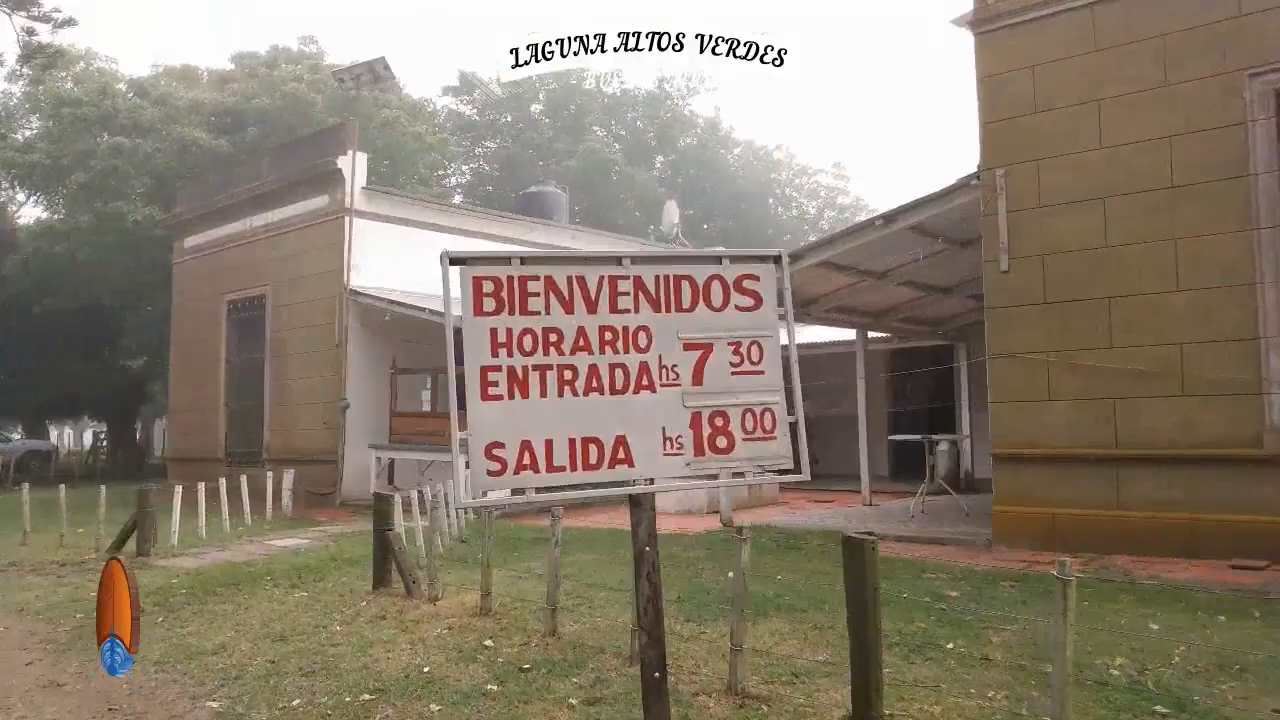 LAGUNA ALTOS VERDES
BIENVENIDOS
HORARIO
ENTRADA hs 7 30
SALIDA hs 18 00